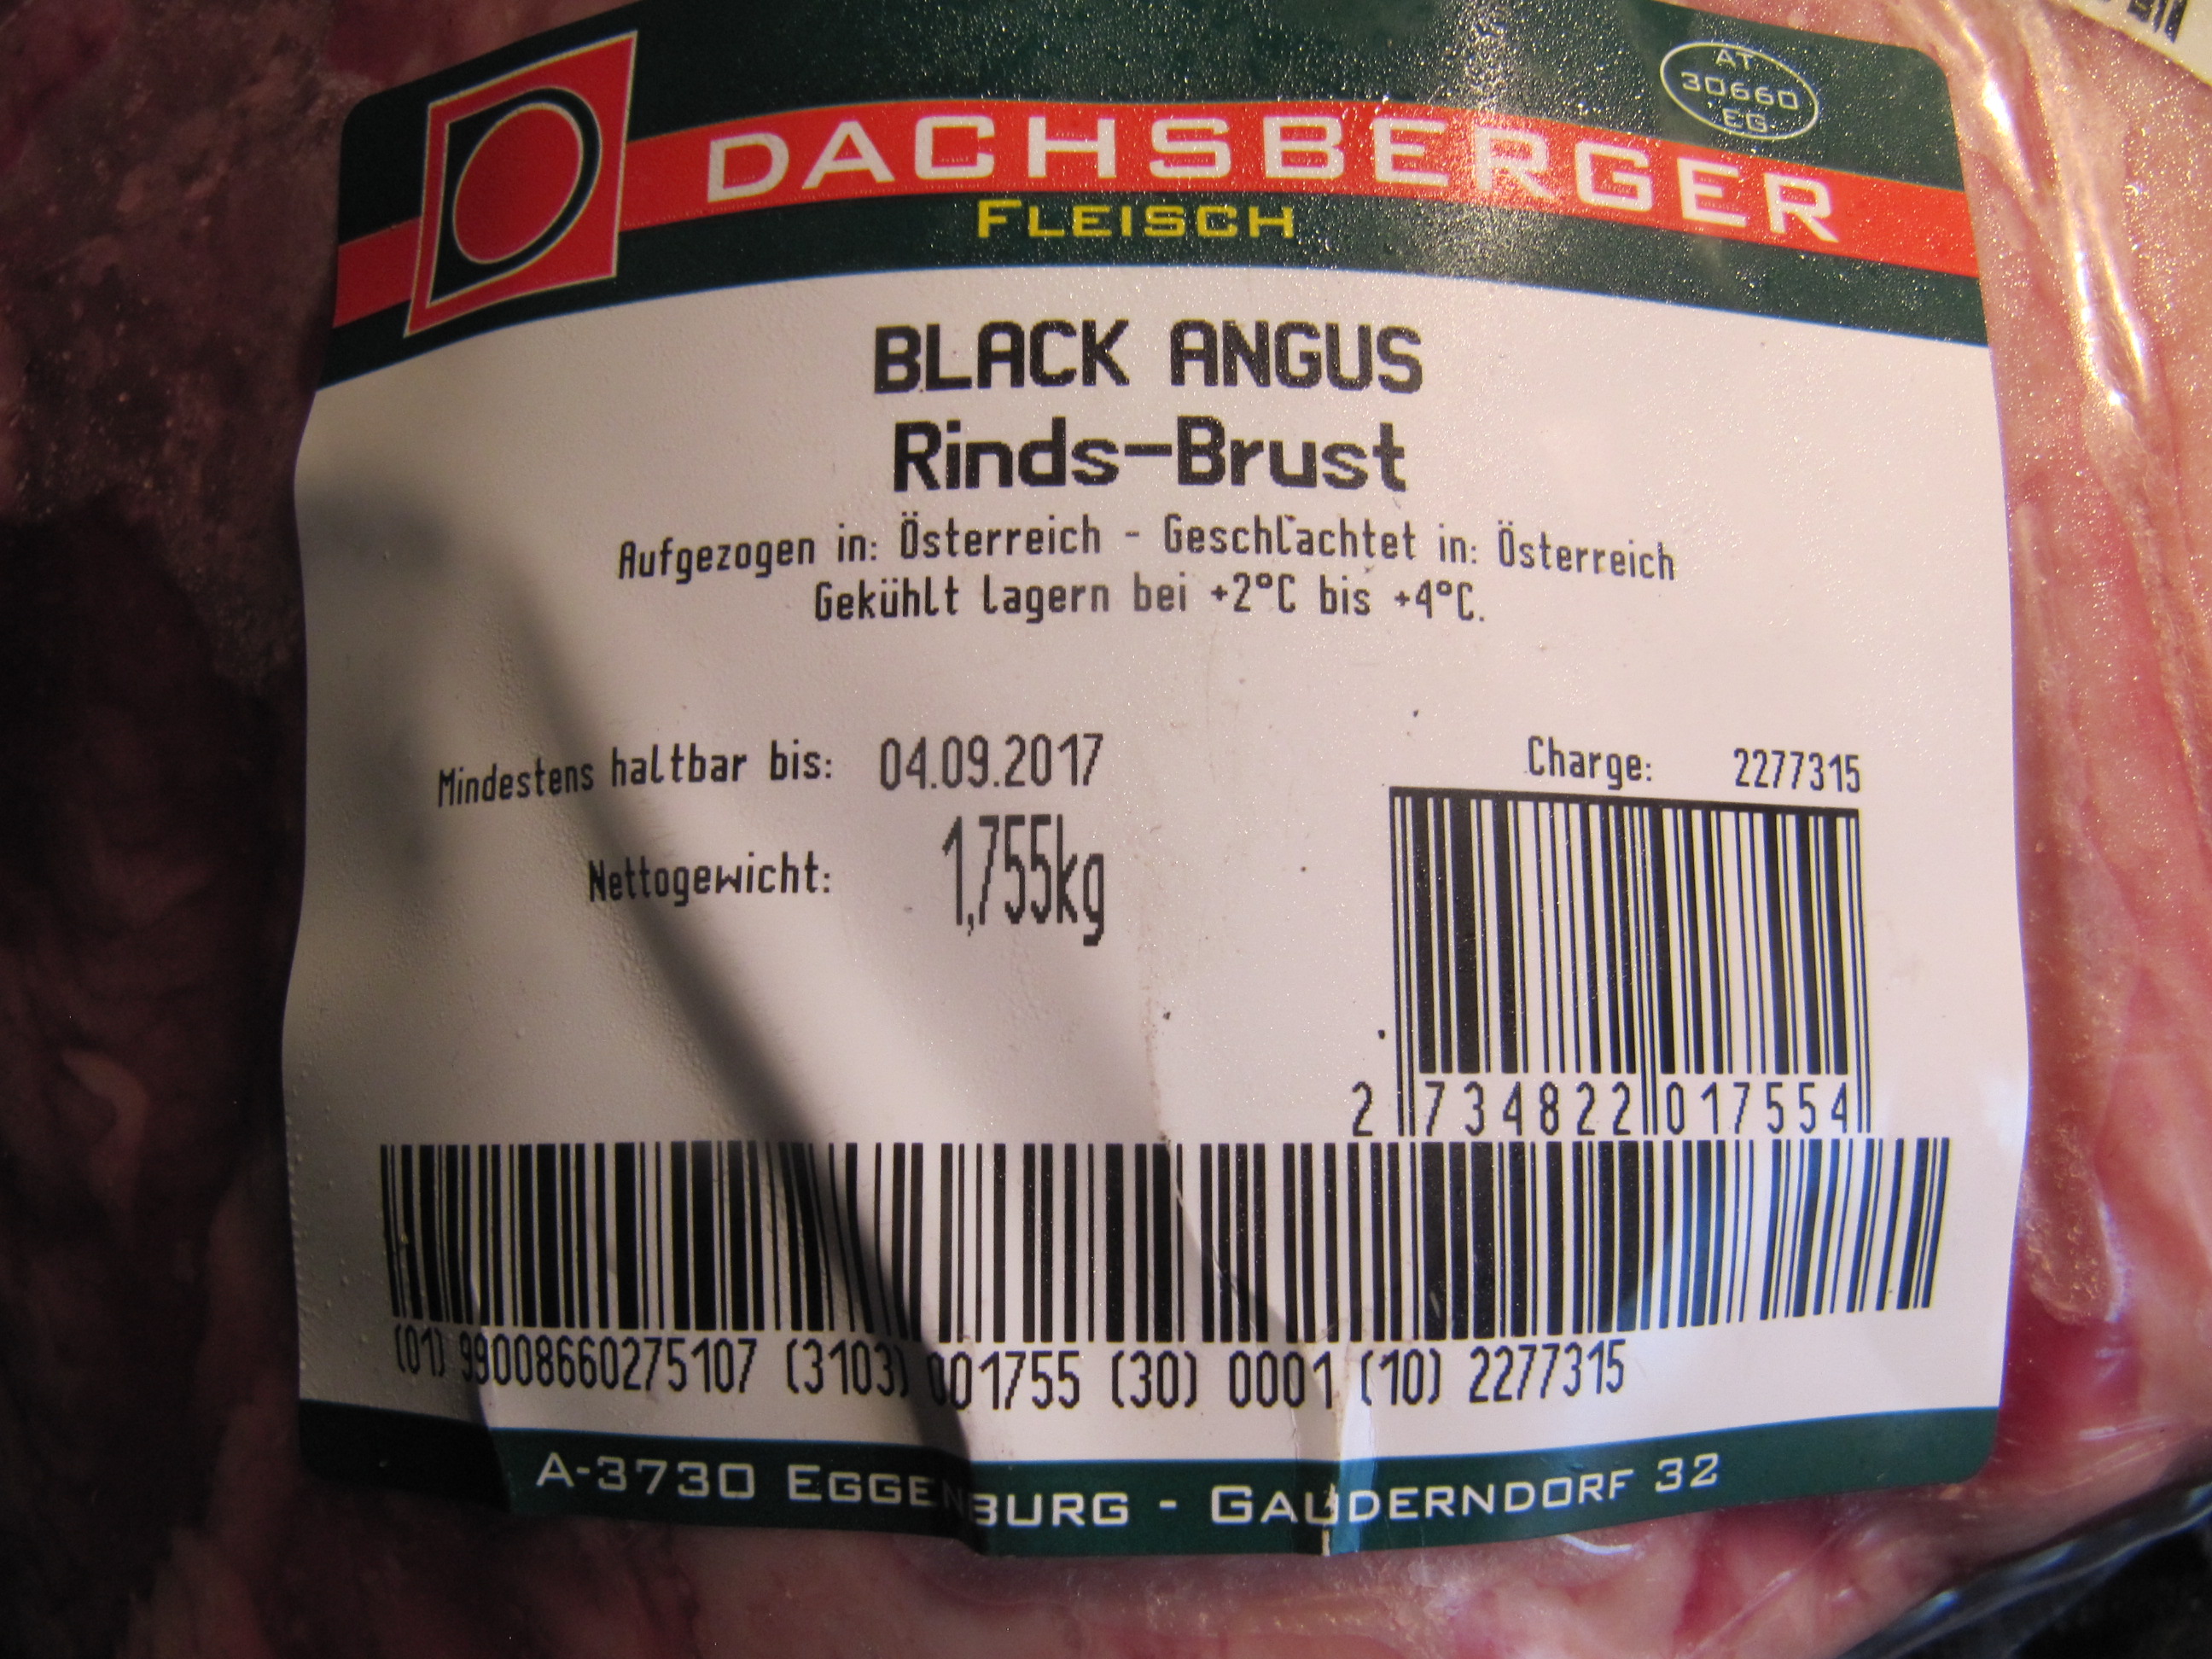 AT
30660
EG
DACHSBERGER
FLEISCH
BLACK ANGUS
Rinds-Brust
Aufgezogen in: Österreich - Geschlachtet in: Österreich
Gekühlt lagern bei +2°C bis +4°C.
Mindestens haltbar bis: 04.09.2017
Charge: 2277315
Nettogewicht: 1,755kg
2 734822 017554
(01) 99008660275107 (3103) 001755 (30) 0001 (10) 2277315
A-3730 EGGENBURG - GAUDERNDORF 32